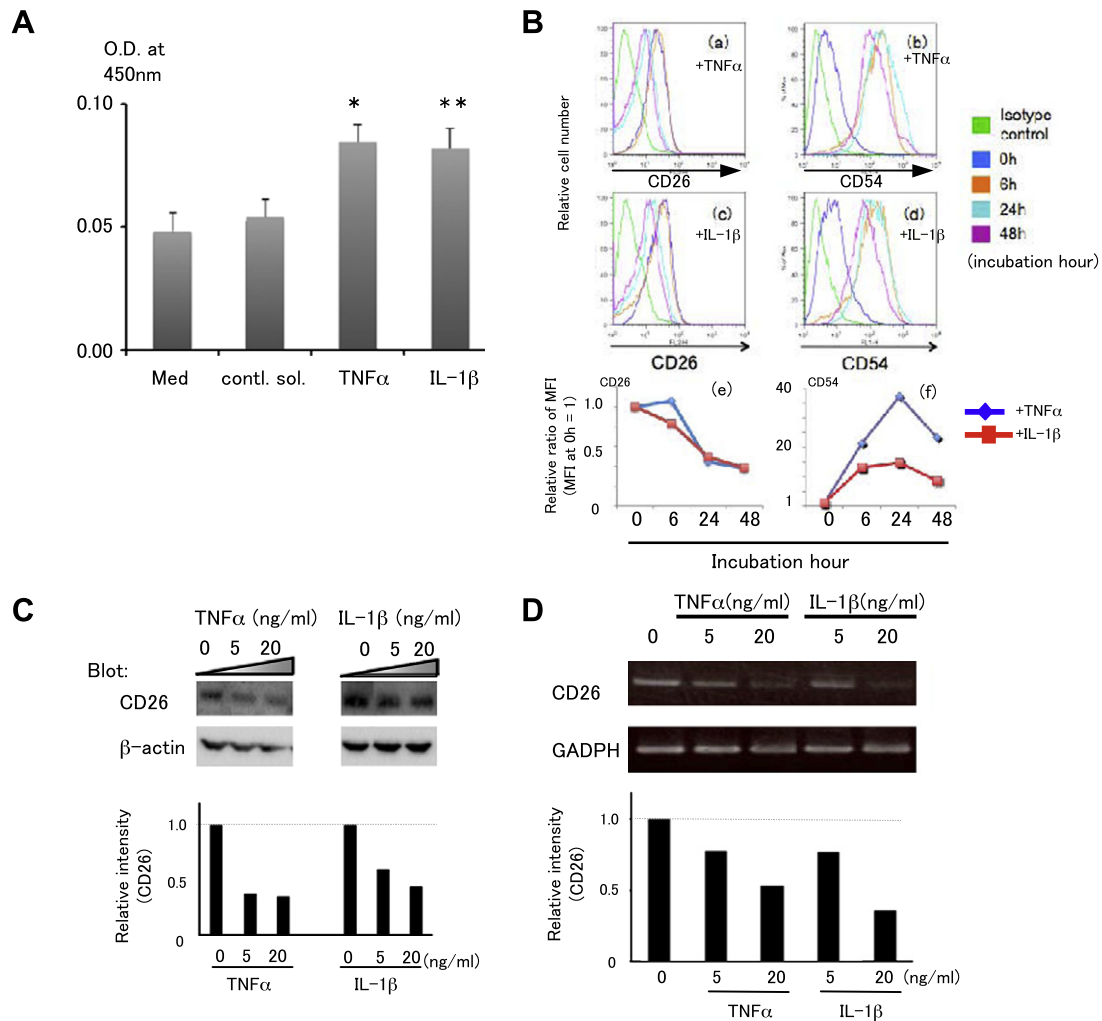 A
O.D. at
450nm
0.10
0.05
0.00
*
**
Med
contl. sol.
TNFα
IL-1β
B
Relative cell number
(a)
+TNFα
CD26
(b)
+TNFα
CD54
(c)
+IL-1β
CD26
(d)
+IL-1β
CD54
Isotype
control
0h
6h
24h
48h
(incubation hour)
Relative ratio of MFI
(MFI at 0h = 1)
CD26
(e)
1.0
0.5
0
0 6 24 48
CD54
(f)
40
20
1
0 6 24 48
+TNFα
+IL-1β
Incubation hour
C
TNFα (ng/ml)
IL-1β (ng/ml)
0 5 20
0 5 20
Blot:
CD26
β-actin
Relative intensity
(CD26)
1.0
0.5
0
0 5 20
0 5 20 (ng/ml)
TNFα
IL-1β
D
TNFα(ng/ml)
IL-1β(ng/ml)
0 5 20 5 20
CD26
GADPH
Relative intensity
(CD26)
1.0
0.5
0
0 5 20 5 20 (ng/ml)
TNFα
IL-1β